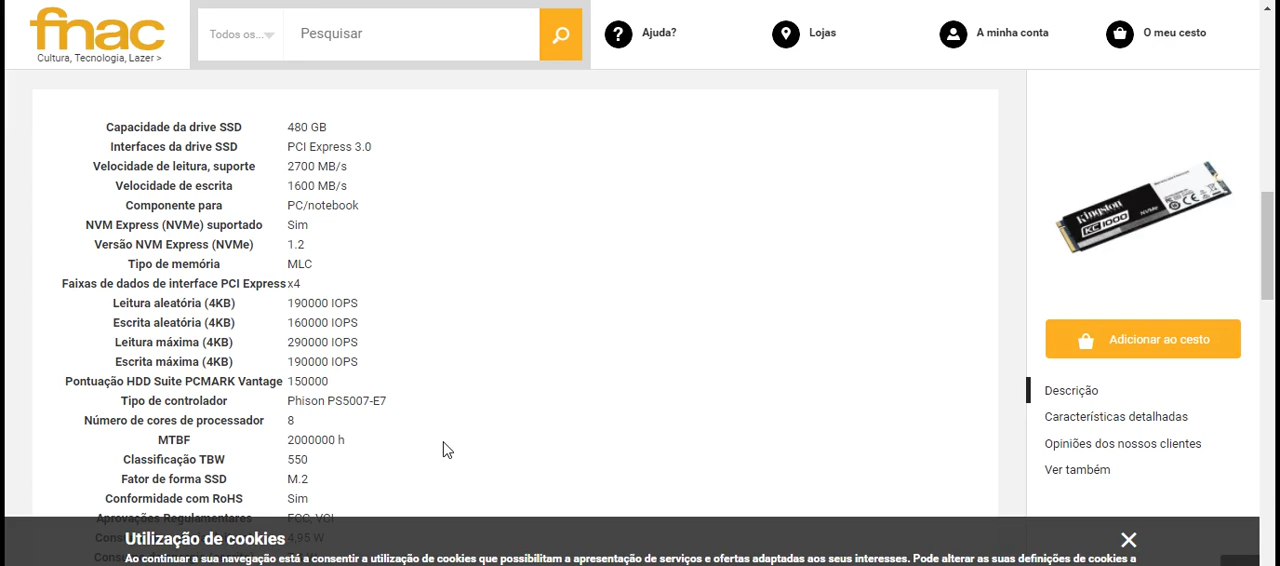 fnac
Cultura, Tecnologia, Lazer >
Todos os...
Pesquisar
Ajuda?
Lojas
A minha conta
O meu cesto
Capacidade da drive SSD 480 GB
Interfaces da drive SSD PCI Express 3.0
Velocidade de leitura, suporte 2700 MB/s
Velocidade de escrita 1600 MB/s
Componente para PC/notebook
NVM Express (NVMe) suportado Sim
Versão NVM Express (NVMe) 1.2
Tipo de memória MLC
Faixas de dados de interface PCI Express x4
Leitura aleatória (4KB) 190000 IOPS
Escrita aleatória (4KB) 160000 IOPS
Leitura máxima (4KB) 290000 IOPS
Escrita máxima (4KB) 190000 IOPS
Pontuação HDD Suite PCMARK Vantage 150000
Tipo de controlador Phison PS5007-E7
Número de cores de processador 8
MTBF 2000000 h
Classificação TBW 550
Fator de forma SSD M.2
Conformidade com RoHS Sim
Aprovações Regulamentares FCC, VCI
4,95 W
Kingston
KC1000
NVMe
Adicionar ao cesto
Descrição
Características detalhadas
Opiniões dos nossos clientes
Ver também
Utilização de cookies
Ao continuar a sua navegação está a consentir a utilização de cookies que possibilitam a apresentação de serviços e ofertas adaptadas aos seus interesses. Pode alterar as suas definições de cookies a